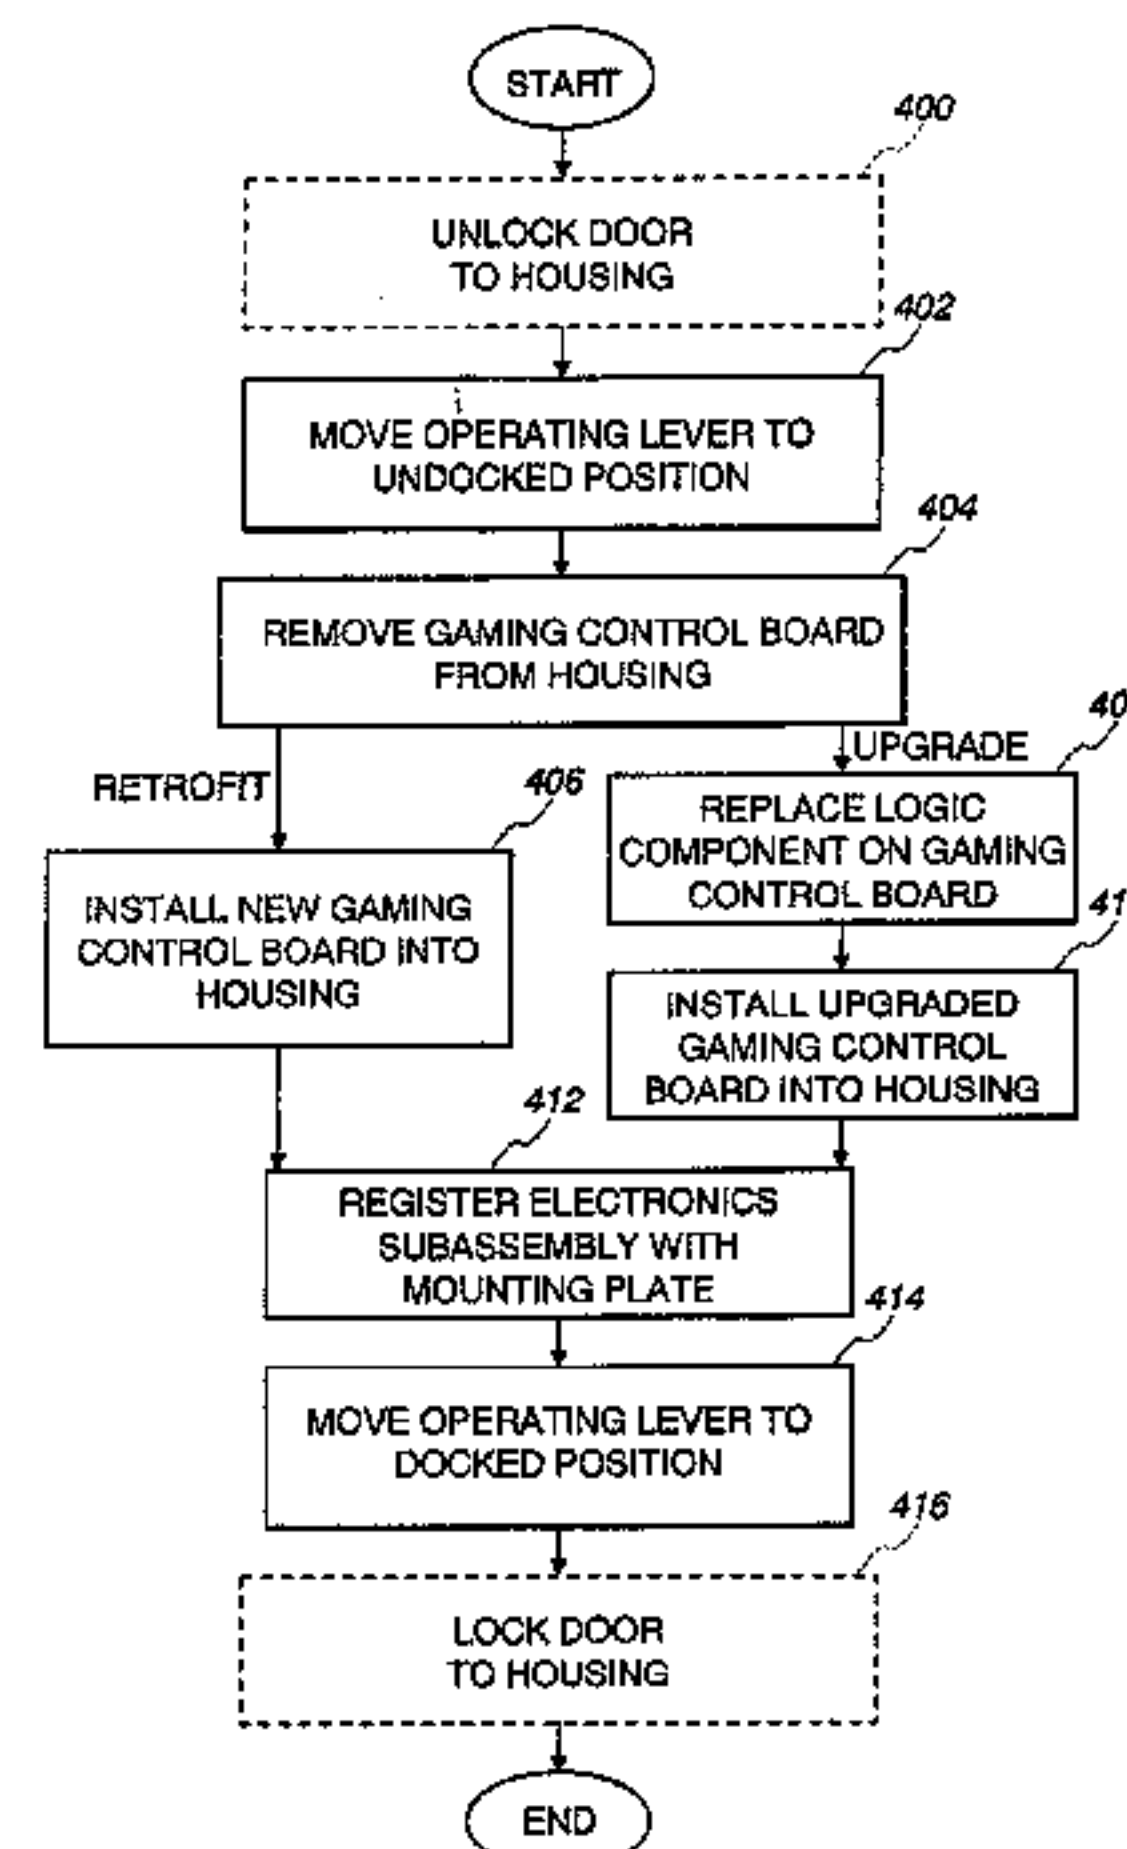 START
400
UNLOCK DOOR
TO HOUSING
402
MOVE OPERATING LEVER TO
UNDOCKED POSITION
404
REMOVE GAMING CONTROL BOARD
FROM HOUSING
RETROFIT
UPGRADE
406
INSTALL NEW GAMING
CONTROL BOARD INTO
HOUSING
40
REPLACE LOGIC
COMPONENT ON GAMING
CONTROL BOARD
41
INSTALL UPGRADED
GAMING CONTROL
BOARD INTO HOUSING
412
REGISTER ELECTRONICS
SUBASSEMBLY WITH
MOUNTING PLATE
414
MOVE OPERATING LEVER TO
DOCKED POSITION
416
LOCK DOOR
TO HOUSING
END